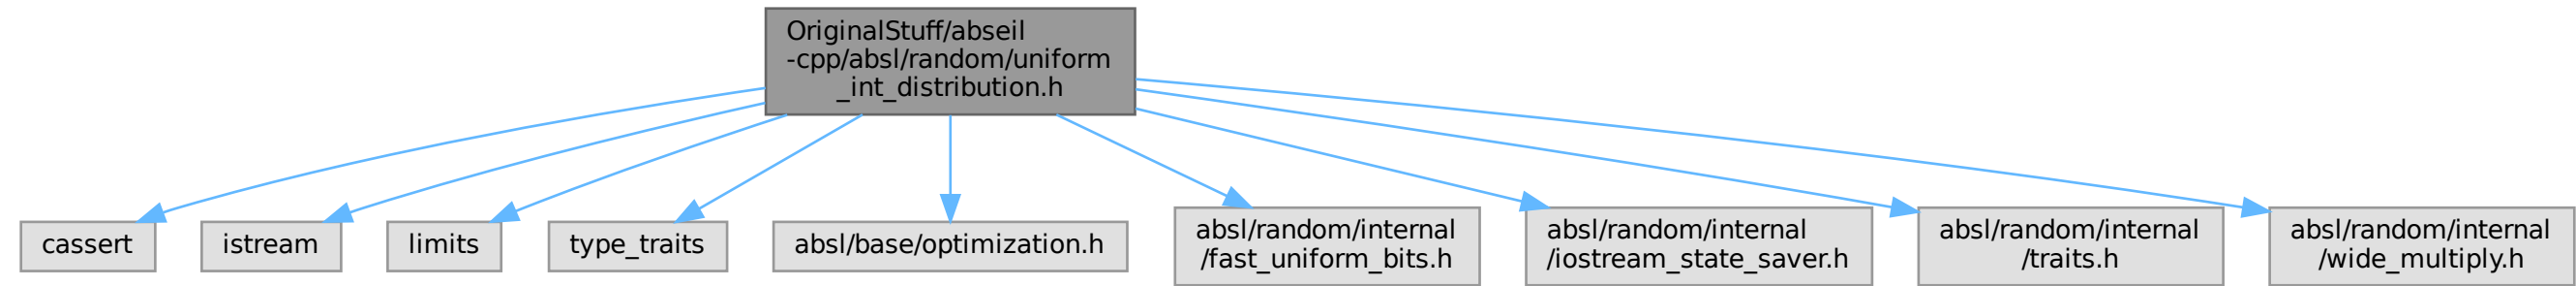 OriginalStuff/abseil
-cpp/absl/random/uniform
_int_distribution.h
cassert
istream
limits
type_traits
absl/base/optimization.h
absl/random/internal
/fast_uniform_bits.h
absl/random/internal
/iostream_state_saver.h
absl/random/internal
/traits.h
absl/random/internal
/wide_multiply.h